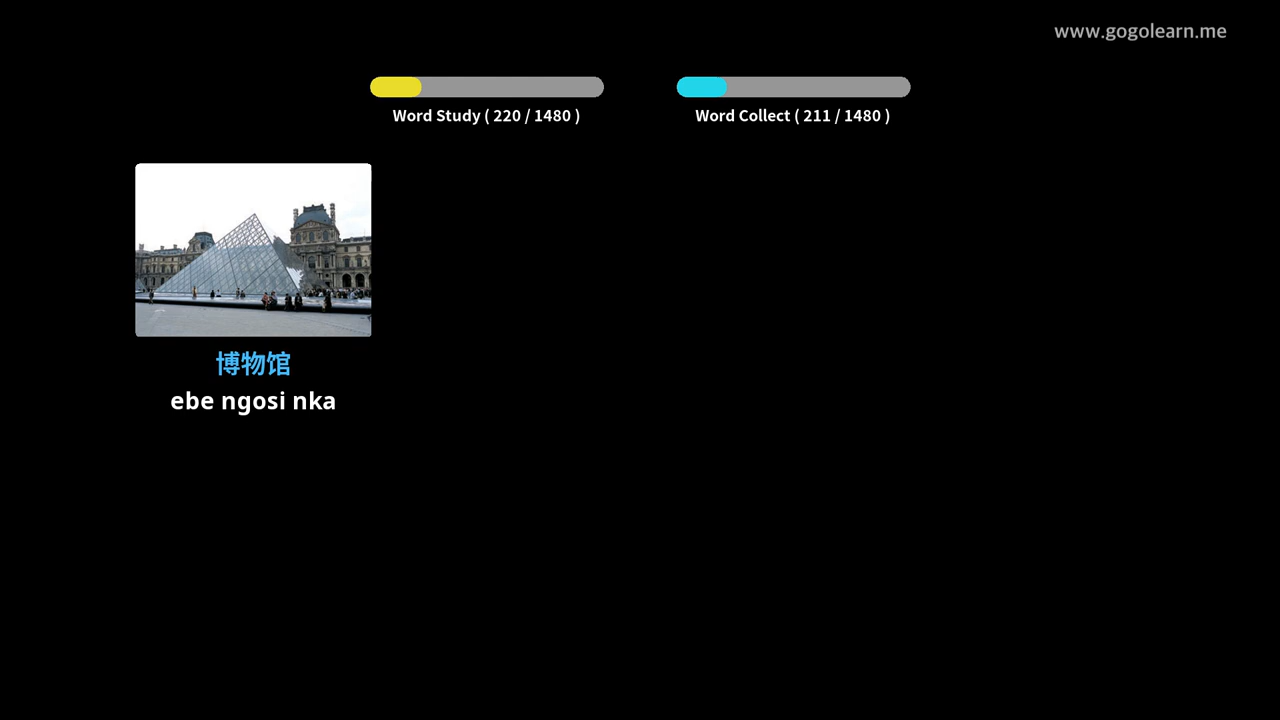 www.gogolearn.me
Word Study ( 220 / 1480 )
Word Collect ( 211 / 1480 )
博物馆
ebe ngosi nka